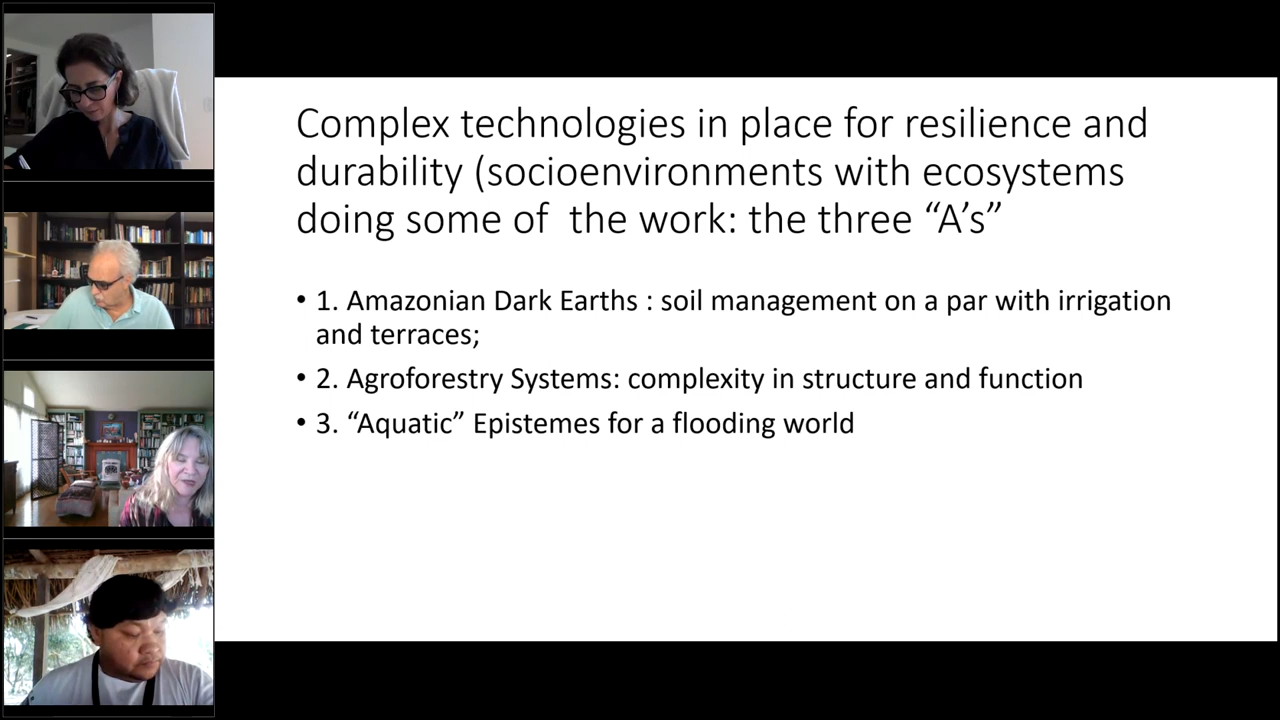 Complex technologies in place for resilience and
durability (socioenvironments with ecosystems
doing some of  the work: the three “A’s”
• 1. Amazonian Dark Earths : soil management on a par with irrigation
and terraces;
• 2. Agroforestry Systems: complexity in structure and function
• 3. “Aquatic” Epistemes for a flooding world